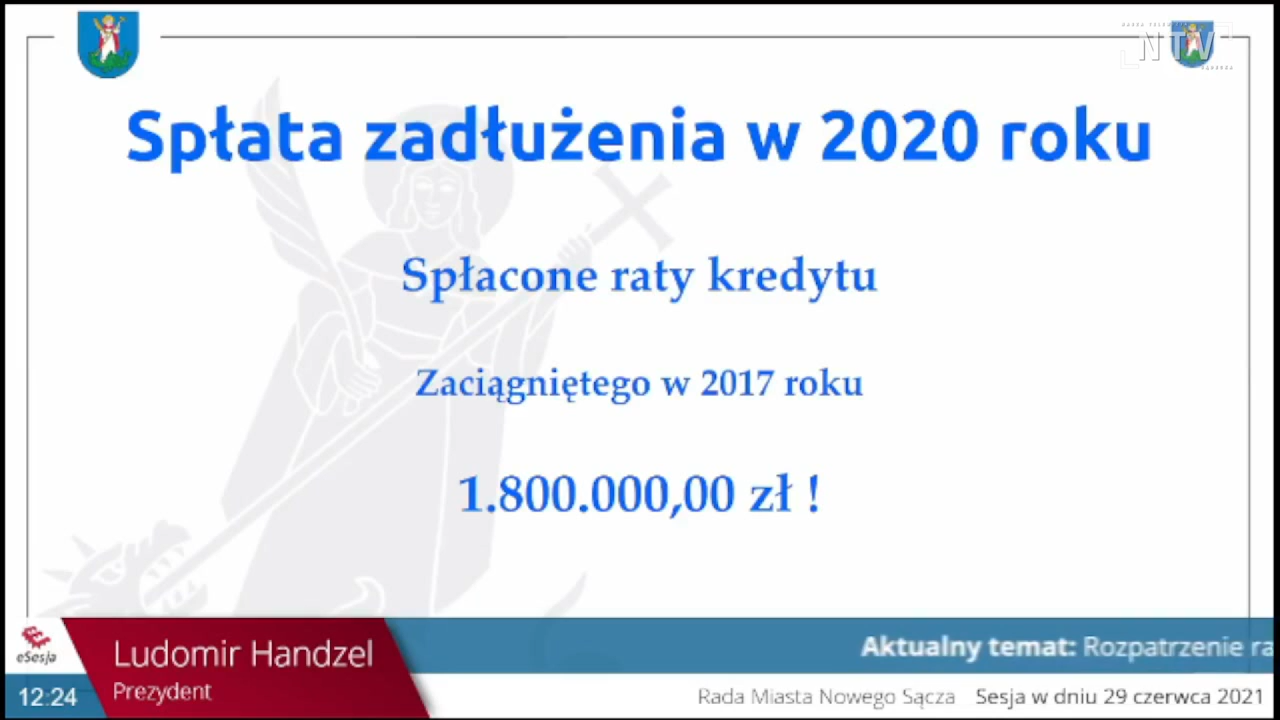 NTV
Spłata zadłużenia w 2020 roku
Spłacone raty kredytu
Zaciągniętego w 2017 roku
1.800.000,00 zł !
eSesja
Ludomir Handzel
Prezydent
12:24
Aktualny temat: Rozpatrzenie ra
Rada Miasta Nowego Sącza Sesja w dniu 29 czerwca 2021